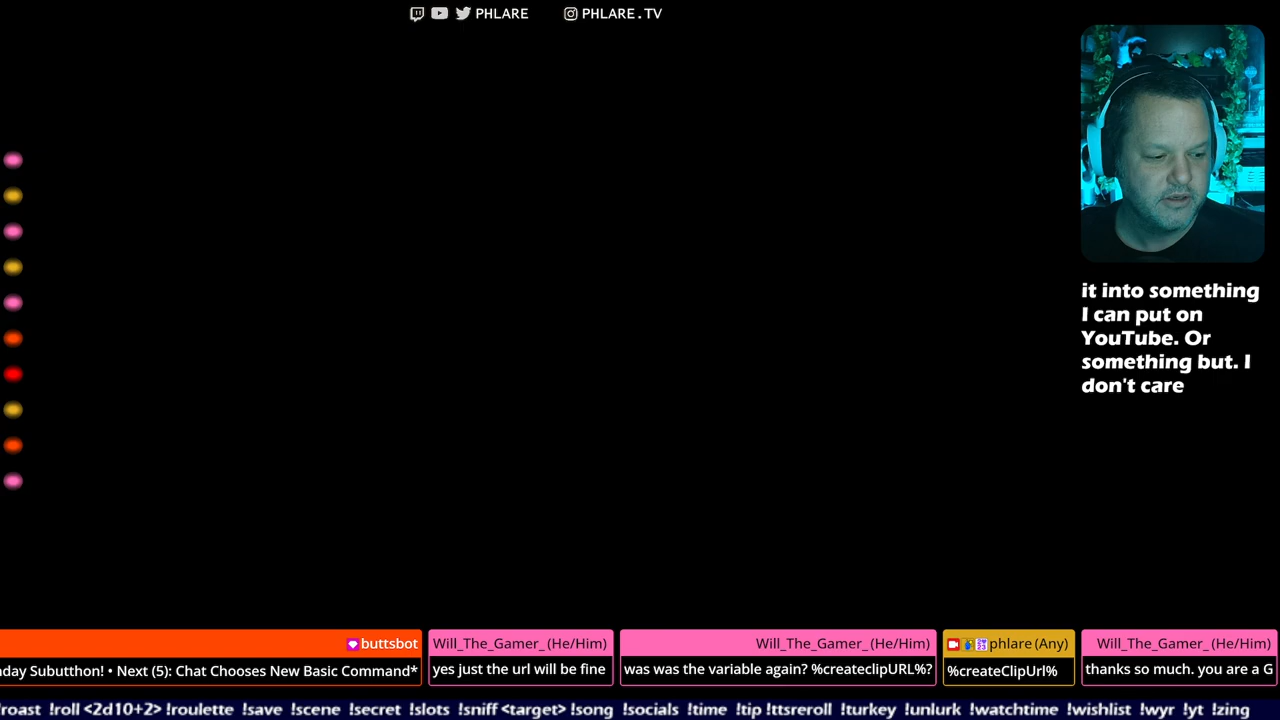 PHLARE PHLARE.TV
it into something
I can put on
YouTube. Or
something but. I
don't care
buttsbot
nday Subutthon! • Next (5): Chat Chooses New Basic Command*
Will_The_Gamer_ (He/Him)
yes just the url will be fine
Will_The_Gamer_ (He/Him)
was was the variable again? %createclipURL%?
phlare (Any)
%createClipUrl%
Will_The_Gamer_ (He/Him)
thanks so much. you are a G
!roast !roll <2d10+2> !roulette !save !scene !secret !slots !sniff <target> !song !socials !time !tip !ttsreroll !turkey !unlurk !watchtime !wishlist !wyr !yt !zing